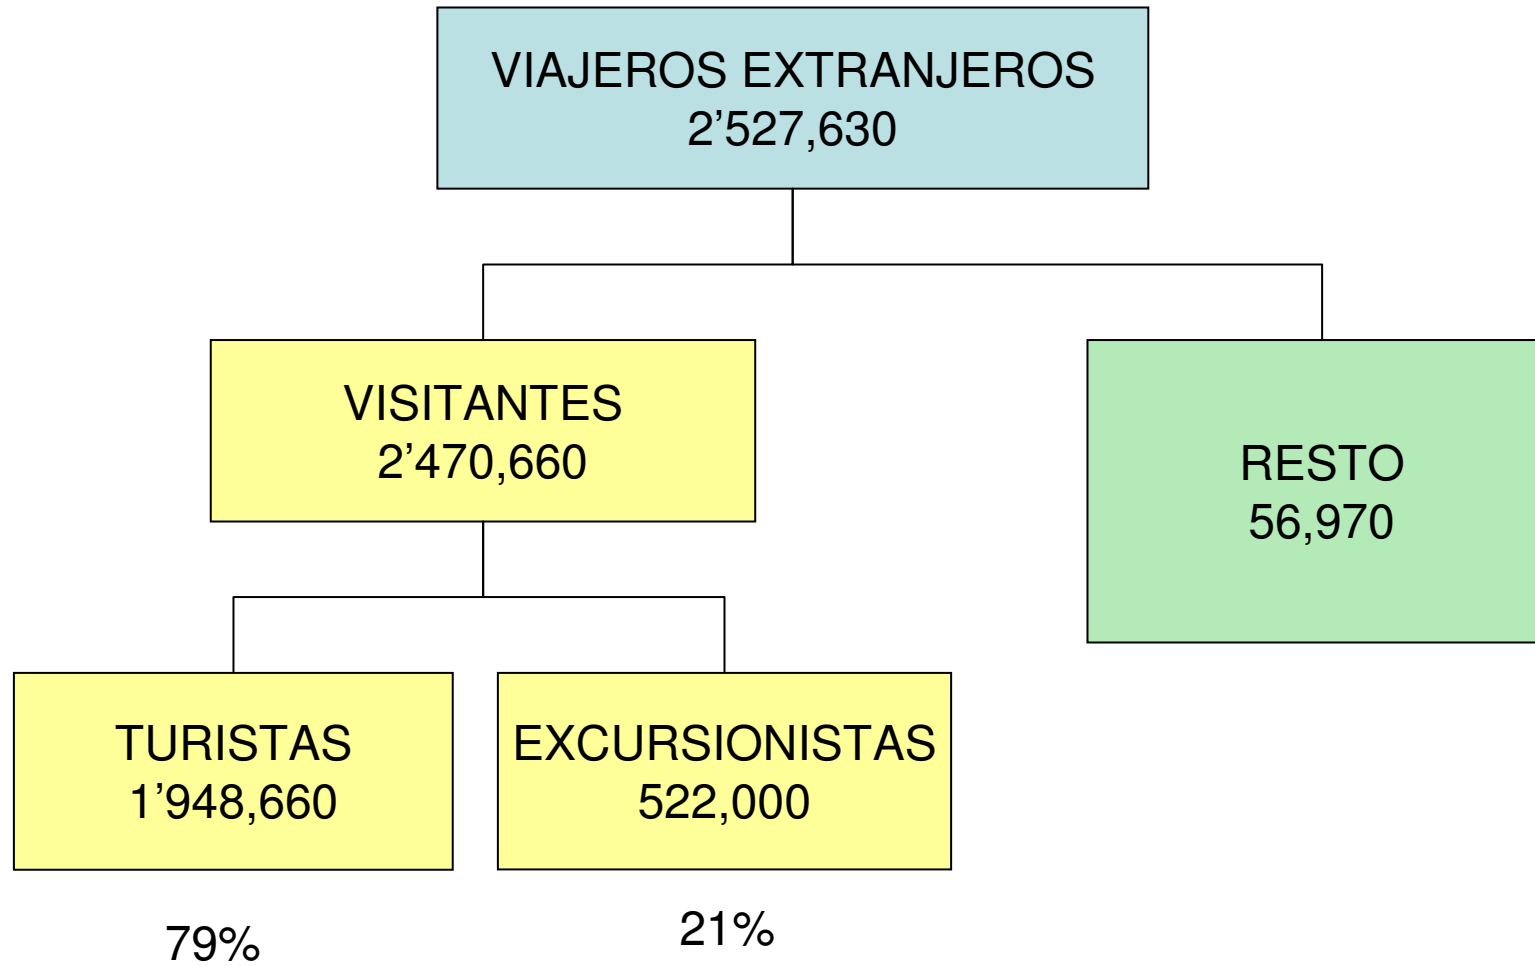 VIAJEROS EXTRANJEROS
2’527,630
VISITANTES
2’470,660
RESTO
56,970
TURISTAS
1’948,660
EXCURSIONISTAS
522,000
79%
21%